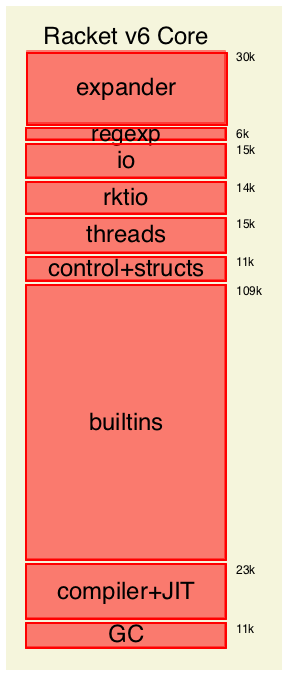 Racket v6 Core
expander 30k
regexp 6k
io 15k
rktio 14k
threads 15k
control+structs 11k
builtins 109k
compiler+JIT 23k
GC 11k